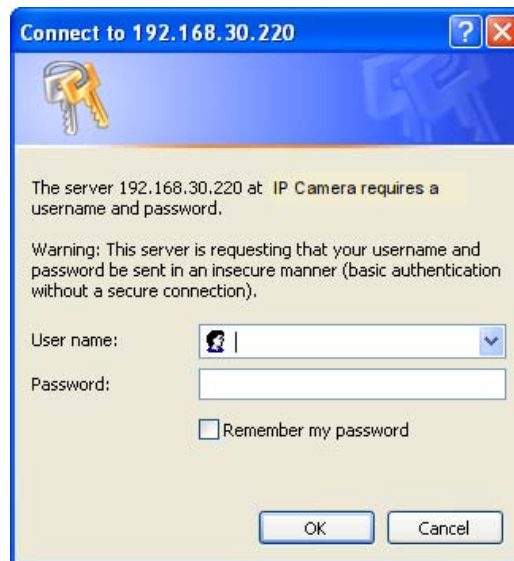 Connect to 192.168.30.220
The server 192.168.30.220 at IP Camera requires a
username and password.
Warning: This server is requesting that your username and
password be sent in an insecure manner (basic authentication
without a secure connection).
User name:
Password:
Remember my password
OK
Cancel